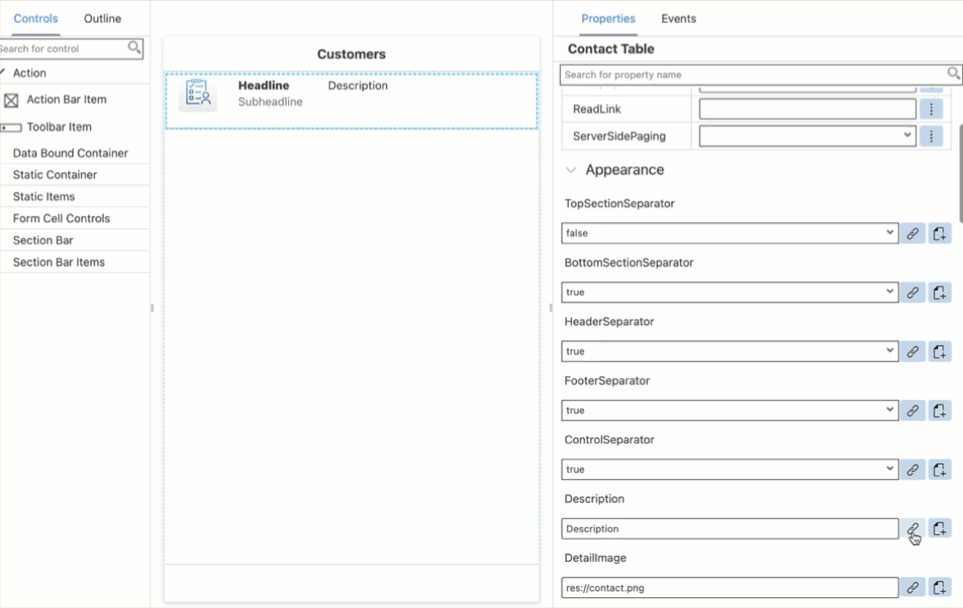 Controls
Outline
Search for control
Action
Action Bar Item
Toolbar Item
Data Bound Container
Static Container
Static Items
Form Cell Controls
Section Bar
Section Bar Items
Customers
Headline
Description
Subheadline
Properties
Events
Contact Table
Search for property name
ReadLink
ServerSidePaging
Appearance
TopSectionSeparator
false
BottomSectionSeparator
true
HeaderSeparator
true
FooterSeparator
true
ControlSeparator
true
Description
Description
DetailImage
res://contact.png